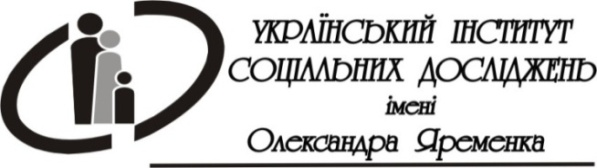 УКРАЇНСЬКИЙ ІНСТИТУТ
СОЦІАЛЬНИХ ДОСЛІДЖЕНЬ
імені
Олександра Яременка